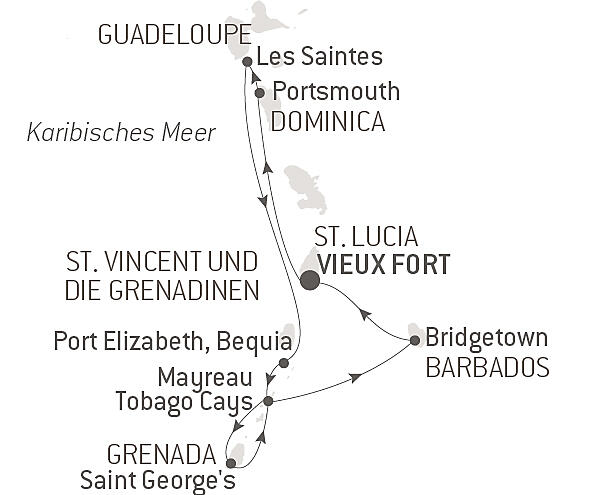 GUADELOUPE
Les Saintes
Portsmouth
DOMINICA
Karibisches Meer
ST. LUCIA
VIEUX FORT
ST. VINCENT UND
DIE GRENADINEN
Port Elizabeth, Bequia
Bridgetown
BARBADOS
Mayreau
Tobago Cays
GRENADA
Saint George's